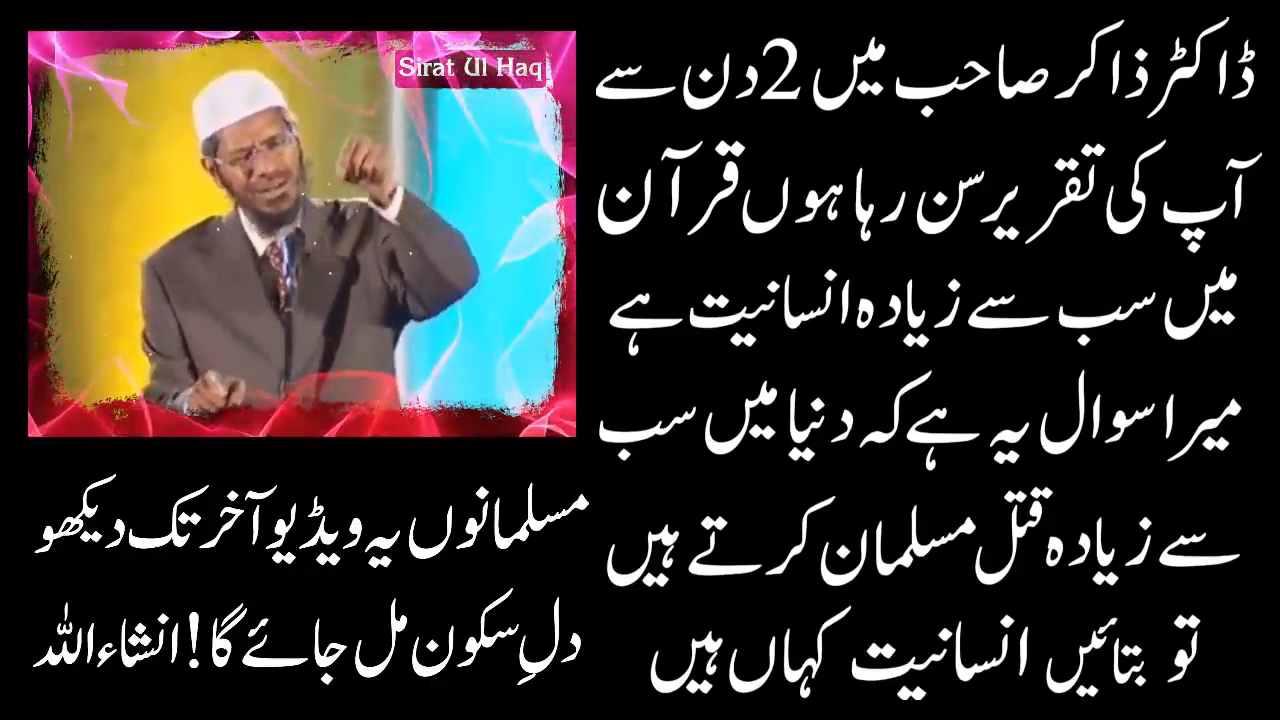 Sirat Ul Haq
ڈاکٹر ذاکر صاحب میں 2 دن سے
آپ کی تقریر سن رہا ہوں قرآن
میں سب سے زیادہ انسانیت ہے
میرا سوال یہ ہے کہ دنیا میں سب
سے زیادہ قتل مسلمان کرتے ہیں
تو بتائیں انسانیت کہاں ہیں
مسلمانوں یہ ویڈیو آخر تک دیکھو
دلِ سکون مل جائے گا! انشاء اللہ